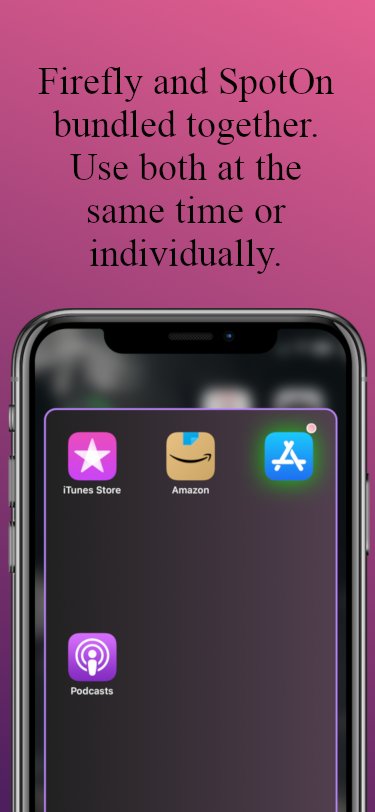 Firefly and SpotOn
bundled together.
Use both at the
same time or
individually.
iTunes Store
Amazon
Podcasts